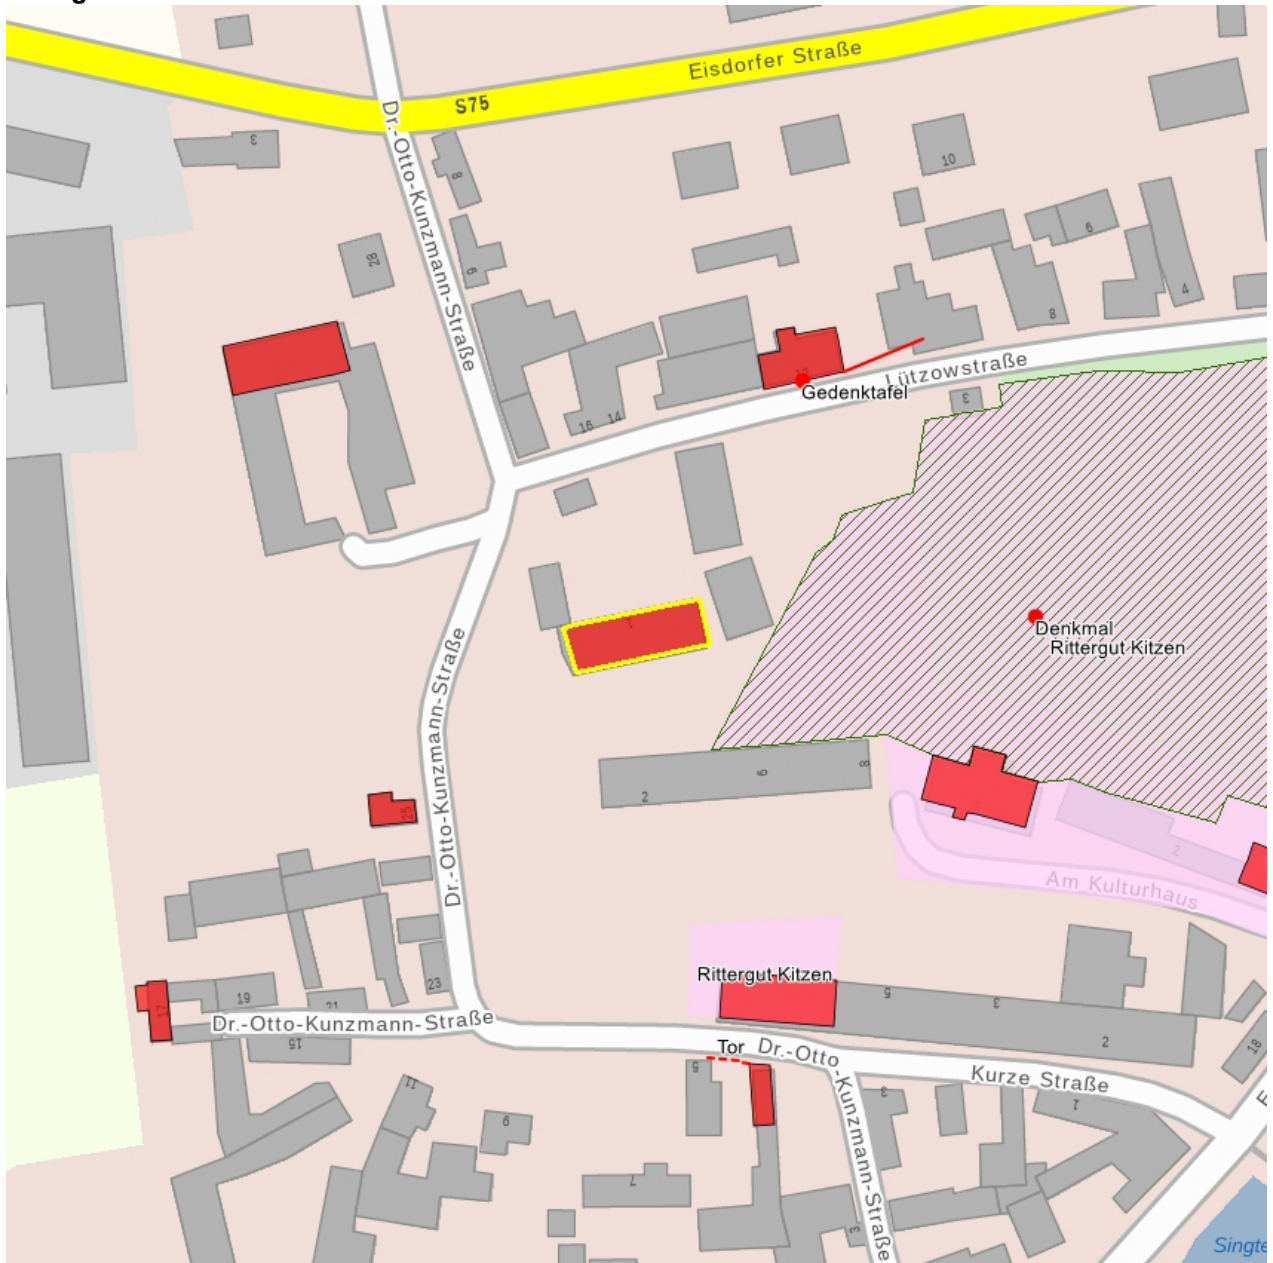 Eisdorfer Straße
S75
Dr.-Otto-Kunzmann-Straße
3
8
10
6
28
9
4
8
12
Lützowstraße
Gedenktafel
3
16
14
Dr.-Otto-Kunzmann-Straße
Denkmal
Rittergut Kitzen
6
8
2
25
2
Am Kulturhaus
Rittergut Kitzen
23
19
21
17
5
3
2
Dr.-Otto-Kunzmann-Straße
15
Tor
Dr.-Otto
-Kunzmann-Straße
Kurze Straße
18
5
11
9
3
1
7
3
Singte